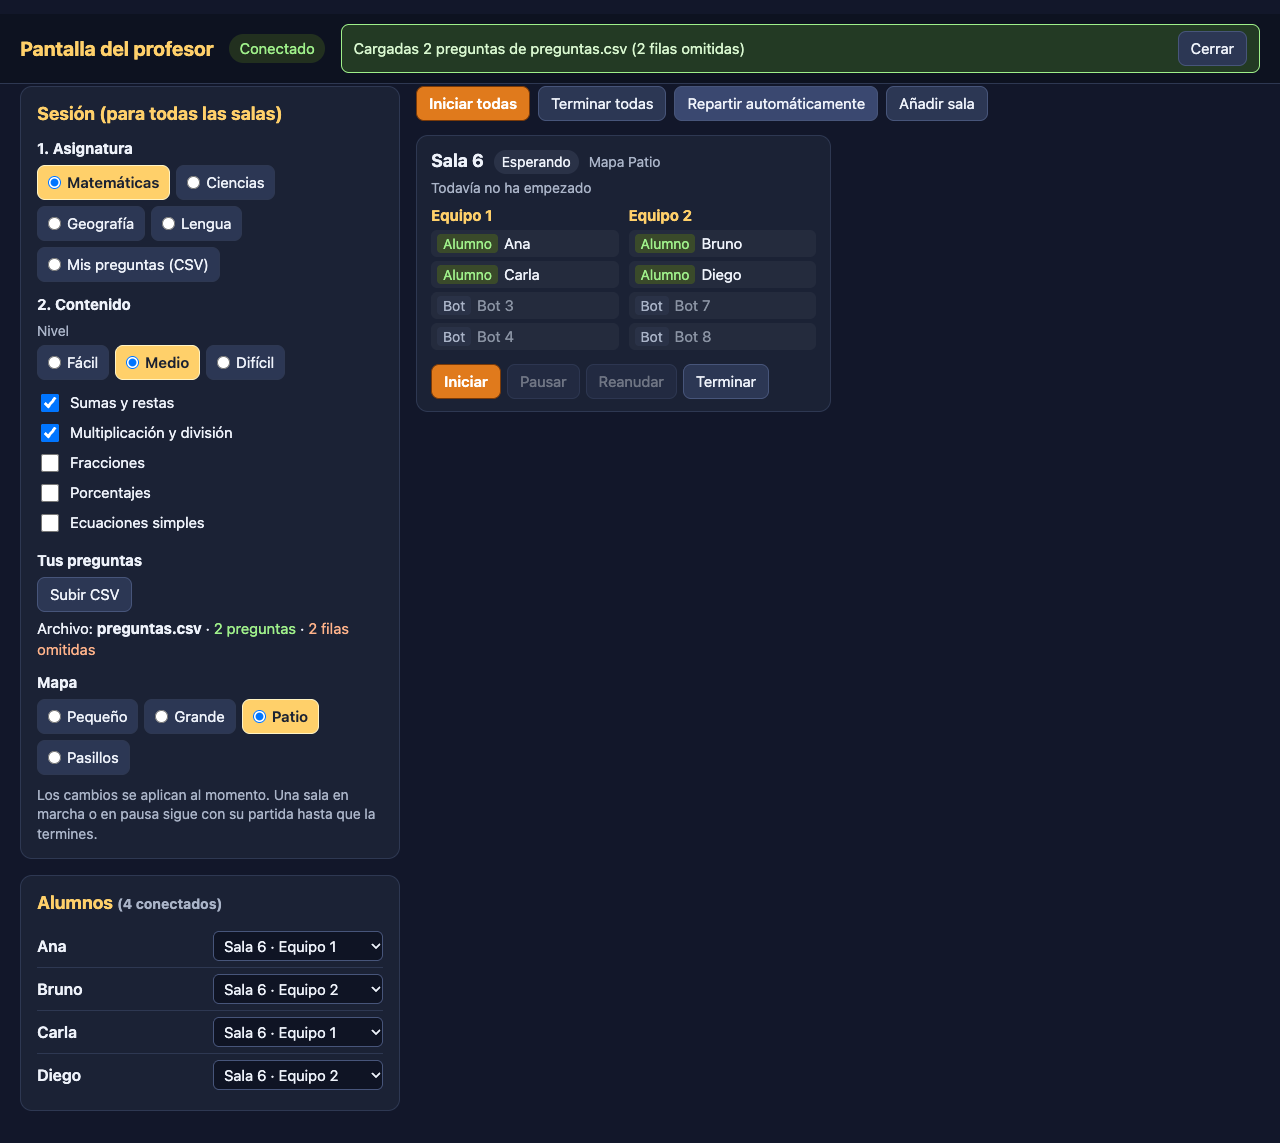 Pantalla del profesor
Conectado
Cargadas 2 preguntas de preguntas.csv (2 filas omitidas)
Cerrar
Sesión (para todas las salas)
1. Asignatura
Matemáticas
Ciencias
Geografía
Lengua
Mis preguntas (CSV)
2. Contenido
Nivel
Fácil
Medio
Difícil
Sumas y restas
Multiplicación y división
Fracciones
Porcentajes
Ecuaciones simples
Tus preguntas
Subir CSV
Archivo: preguntas.csv · 2 preguntas · 2 filas
omitidas
Mapa
Pequeño
Grande
Patio
Pasillos
Los cambios se aplican al momento. Una sala en
marcha o en pausa sigue con su partida hasta que la
termines.
Alumnos (4 conectados)
Ana
Sala 6 · Equipo 1
Bruno
Sala 6 · Equipo 2
Carla
Sala 6 · Equipo 1
Diego
Sala 6 · Equipo 2
Iniciar todas
Terminar todas
Repartir automáticamente
Añadir sala
Sala 6
Esperando
Mapa Patio
Todavía no ha empezado
Equipo 1
Alumno Ana
Alumno Carla
Bot Bot 3
Bot Bot 4
Equipo 2
Alumno Bruno
Alumno Diego
Bot Bot 7
Bot Bot 8
Iniciar
Pausar
Reanudar
Terminar